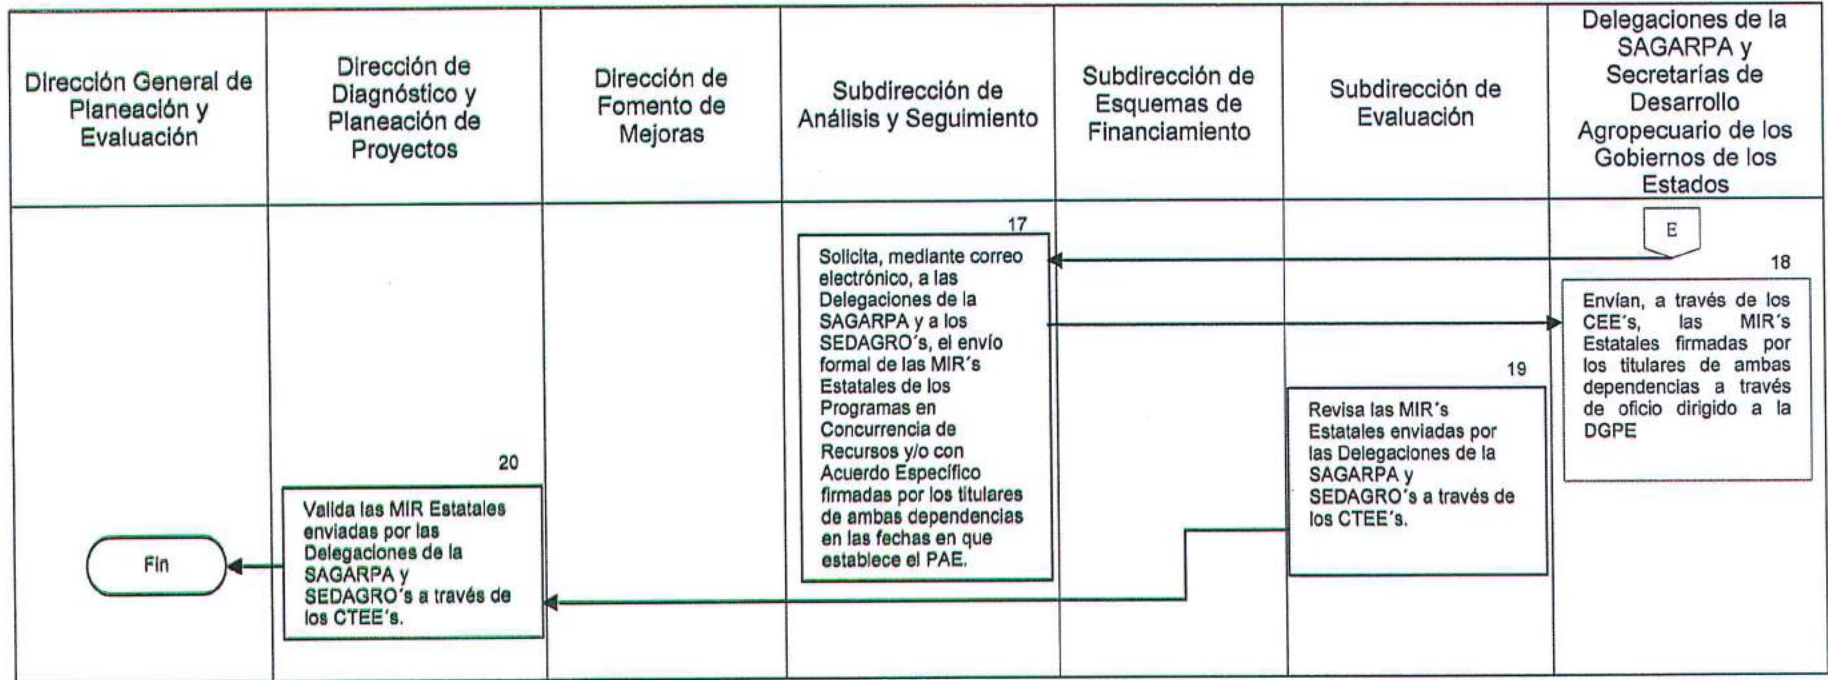 Dirección General de
Planeación y
Evaluación
Dirección de
Diagnóstico y
Planeación de
Proyectos
Dirección de
Fomento de
Mejoras
Subdirección de
Análisis y Seguimiento
Subdirección de
Esquemas de
Financiamiento
Subdirección de
Evaluación
Delegaciones de la
SAGARPA y
Secretarías de
Desarrollo
Agropecuario de los
Gobiernos de los
Estados
E
17
Solicita, mediante correo
electrónico, a las
Delegaciones de la
SAGARPA y a los
SEDAGRO´s, el envío
formal de las MIR´s
Estatales de los
Programas en
Concurrencia de
Recursos y/o con
Acuerdo Específico
firmadas por los titulares
de ambas dependencias
en las fechas en que
establece el PAE.
18
Envían, a través de los
CEE's, las MIR's
Estatales firmadas por
los titulares de ambas
dependencias a través
de oficio dirigido a la
DGPE
19
Revisa las MIR´s
Estatales enviadas por
las Delegaciones de la
SAGARPA y
SEDAGRO´s a través de
los CTEE's.
20
Valida las MIR Estatales
enviadas por las
Delegaciones de la
SAGARPA y
SEDAGRO´s a través de
los CTEE´s.
Fin